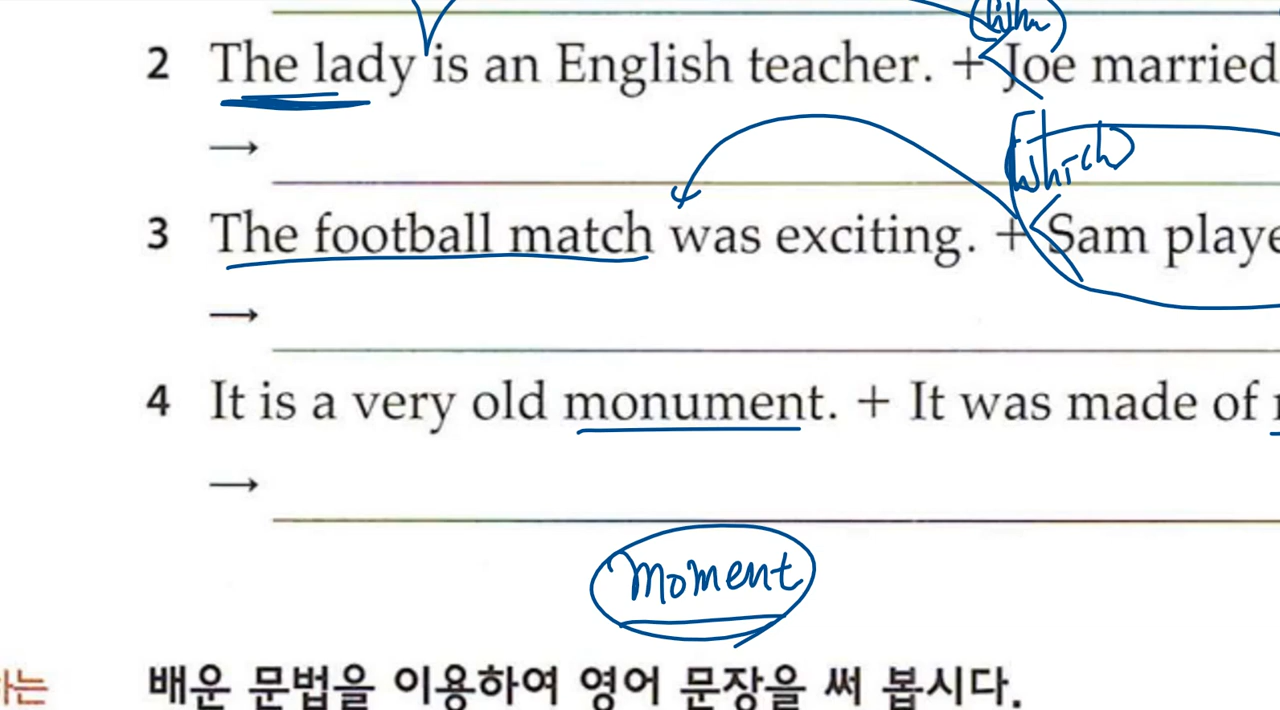 2 The lady is an English teacher. + Joe married
→
which
3 The football match was exciting. + Sam playe
→
4 It is a very old monument. + It was made of
→
moment
는 배운 문법을 이용하여 영어 문장을 써 봅시다.